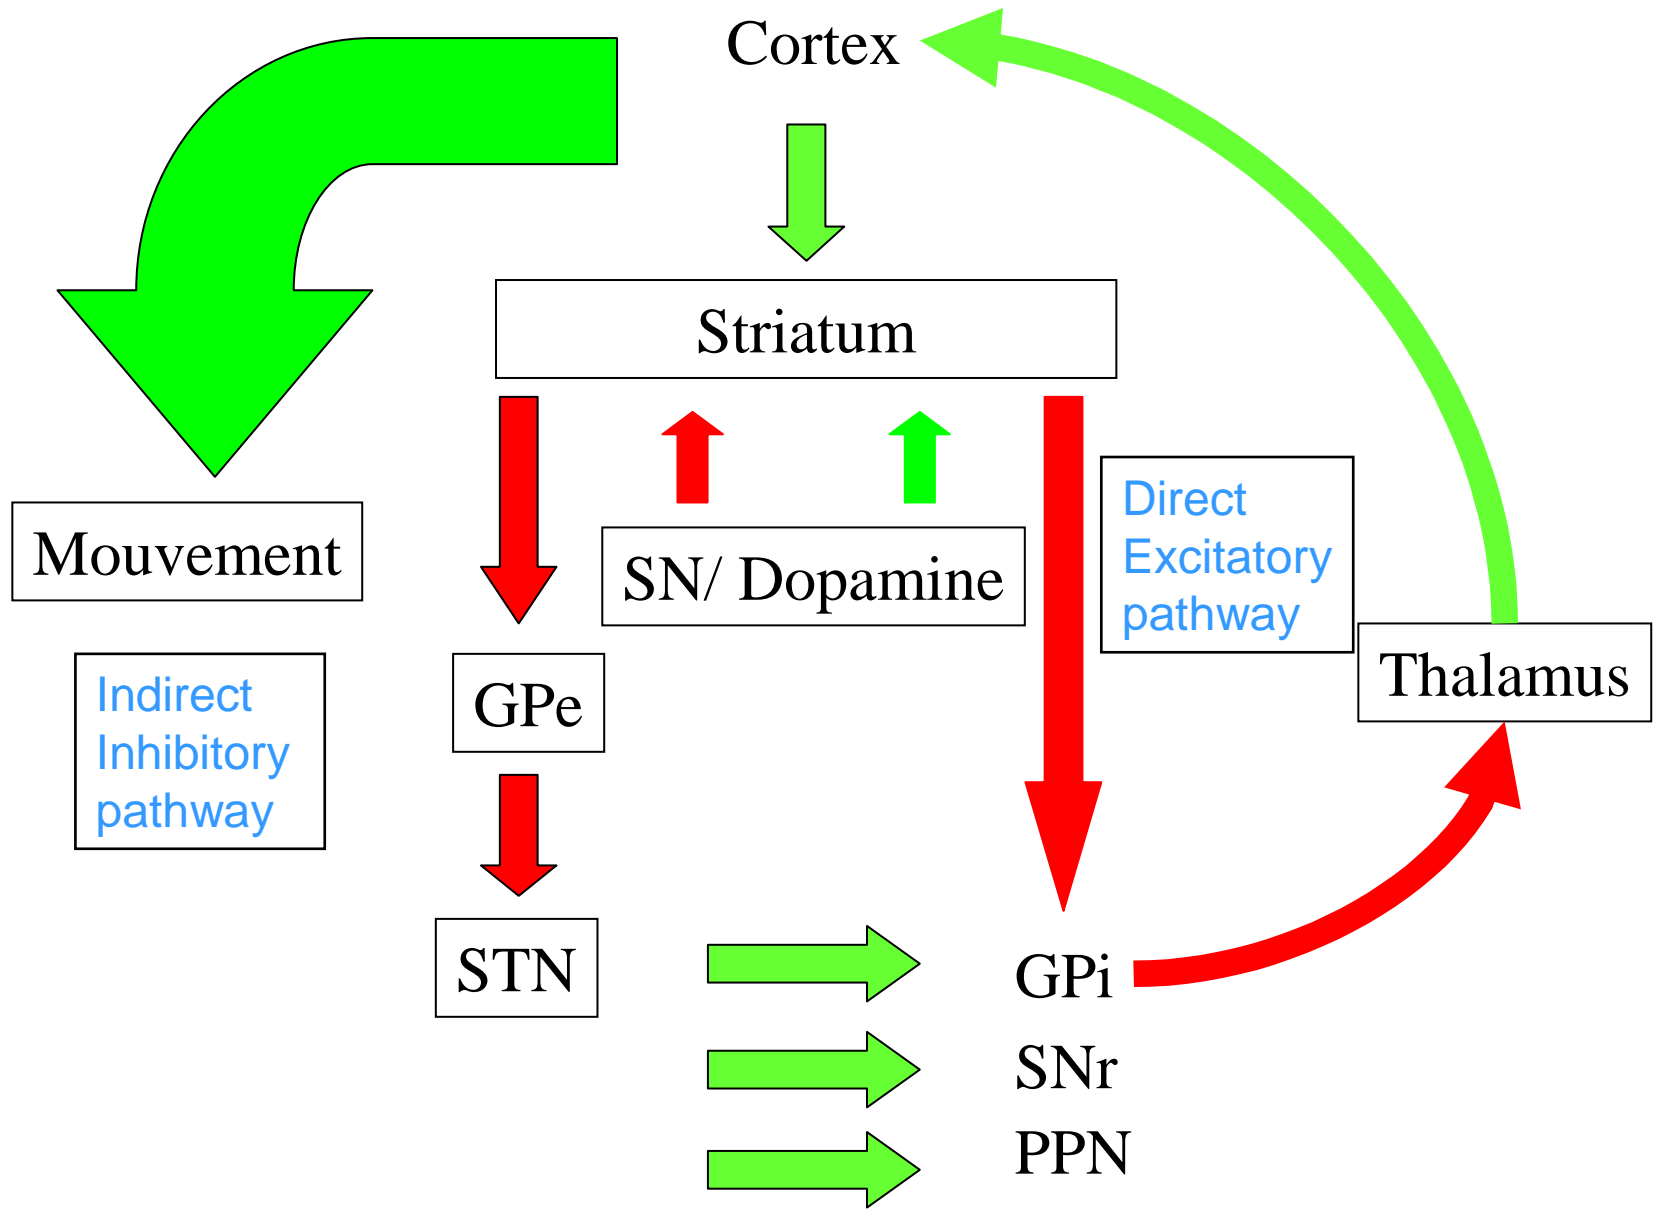 Cortex
Striatum
Mouvement
SN/ Dopamine
Direct
Excitatory
pathway
Thalamus
Indirect
Inhibitory
pathway
GPe
STN
GPi
SNr
PPN